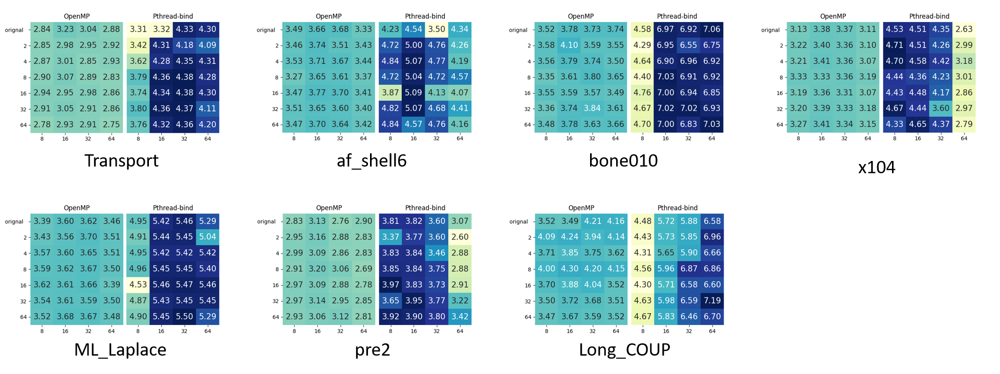 OpenMP Pthread-bind
orignal 2.84 3.23 3.04 2.88 3.31 3.32 4.33 4.30
2 2.85 2.98 2.95 2.92 3.42 4.31 4.18 4.09
4 2.87 3.01 2.85 2.93 3.62 4.28 4.35 4.31
8 2.90 3.07 2.89 2.83 3.79 4.36 4.38 4.28
16 2.94 2.95 2.98 2.86 3.74 4.34 4.38 4.30
32 2.91 3.05 2.91 2.86 3.80 4.36 4.37 4.11
64 2.78 2.93 2.91 2.75 3.76 4.32 4.36 4.20
8 16 32 64 8 16 32 64
Transport
OpenMP Pthread-bind
orignal 3.49 3.66 3.68 3.33 4.23 4.54 3.50 4.34
2 3.46 3.74 3.51 3.43 4.72 5.00 4.76 4.26
4 3.53 3.71 3.67 3.44 4.84 5.07 4.77 4.19
8 3.27 3.65 3.61 3.37 4.72 5.04 4.72 4.57
16 3.47 3.77 3.70 3.41 3.87 5.09 4.13 4.07
32 3.51 3.65 3.60 3.40 4.82 5.07 4.68 4.41
64 3.47 3.70 3.64 3.42 4.84 4.57 4.76 4.16
8 16 32 64 8 16 32 64
af_shell6
OpenMP Pthread-bind
orignal 3.52 3.78 3.73 3.74 4.58 6.97 6.92 7.06
2 3.58 4.10 3.59 3.55 4.29 6.95 6.55 6.75
4 3.56 3.79 3.74 3.50 4.64 6.90 6.96 6.92
8 3.35 3.61 3.80 3.65 4.40 7.03 6.91 6.92
16 3.55 3.59 3.57 3.49 4.76 7.00 6.94 6.85
32 3.36 3.74 3.84 3.61 4.67 7.02 7.02 6.93
64 3.48 3.78 3.63 3.66 4.70 7.00 6.83 7.03
8 16 32 64 8 16 32 64
bone010
OpenMP Pthread-bind
orignal 3.13 3.38 3.37 3.11 4.53 4.51 4.35 2.63
2 3.22 3.40 3.36 3.10 4.71 4.51 4.26 2.99
4 3.21 3.41 3.36 3.07 4.70 4.58 4.42 3.18
8 3.33 3.33 3.36 3.19 4.44 4.36 4.23 3.01
16 3.19 3.36 3.31 3.07 4.43 4.48 4.17 2.86
32 3.20 3.39 3.33 3.18 4.67 4.44 3.60 2.97
64 3.27 3.41 3.34 3.15 4.33 4.65 4.37 2.79
8 16 32 64 8 16 32 64
x104
OpenMP Pthread-bind
orignal 3.39 3.60 3.62 3.46 4.95 5.42 5.46 5.29
2 3.43 3.56 3.70 3.51 4.91 5.44 5.45 5.04
4 3.57 3.60 3.65 3.51 4.95 5.42 5.42 5.42
8 3.59 3.62 3.67 3.50 4.96 5.45 5.45 5.40
16 3.62 3.61 3.66 3.39 4.53 5.46 5.47 5.46
32 3.54 3.61 3.59 3.50 4.87 5.43 5.45 5.45
64 3.52 3.68 3.67 3.48 4.90 5.45 5.50 5.29
8 16 32 64 8 16 32 64
ML_Laplace
OpenMP Pthread-bind
orignal 2.83 3.13 2.76 2.90 3.81 3.82 3.60 3.07
2 2.95 3.16 2.88 2.83 3.37 3.77 3.60 2.60
4 2.99 3.09 2.86 2.83 3.83 3.84 3.46 2.88
8 2.91 3.20 3.06 2.69 3.85 3.84 3.75 2.88
16 2.97 3.09 2.88 2.78 3.97 3.83 3.73 2.91
32 2.97 3.14 2.95 2.85 3.65 3.95 3.77 3.22
64 2.93 3.06 3.12 2.81 3.92 3.90 3.80 3.42
8 16 32 64 8 16 32 64
pre2
OpenMP Pthread-bind
orignal 3.52 3.49 4.21 4.16 4.48 5.72 5.88 6.58
2 4.09 4.24 3.94 4.14 4.43 5.73 5.85 6.96
4 3.71 3.85 3.75 3.62 4.31 5.65 5.90 6.66
8 4.00 4.30 4.20 4.15 4.56 5.96 6.87 6.86
16 3.70 3.88 4.04 3.52 4.30 5.71 6.58 6.60
32 3.50 3.72 3.68 3.51 4.63 5.98 6.59 7.19
64 3.47 3.67 3.59 3.52 4.67 5.83 6.46 6.70
8 16 32 64 8 16 32 64
Long_COUP